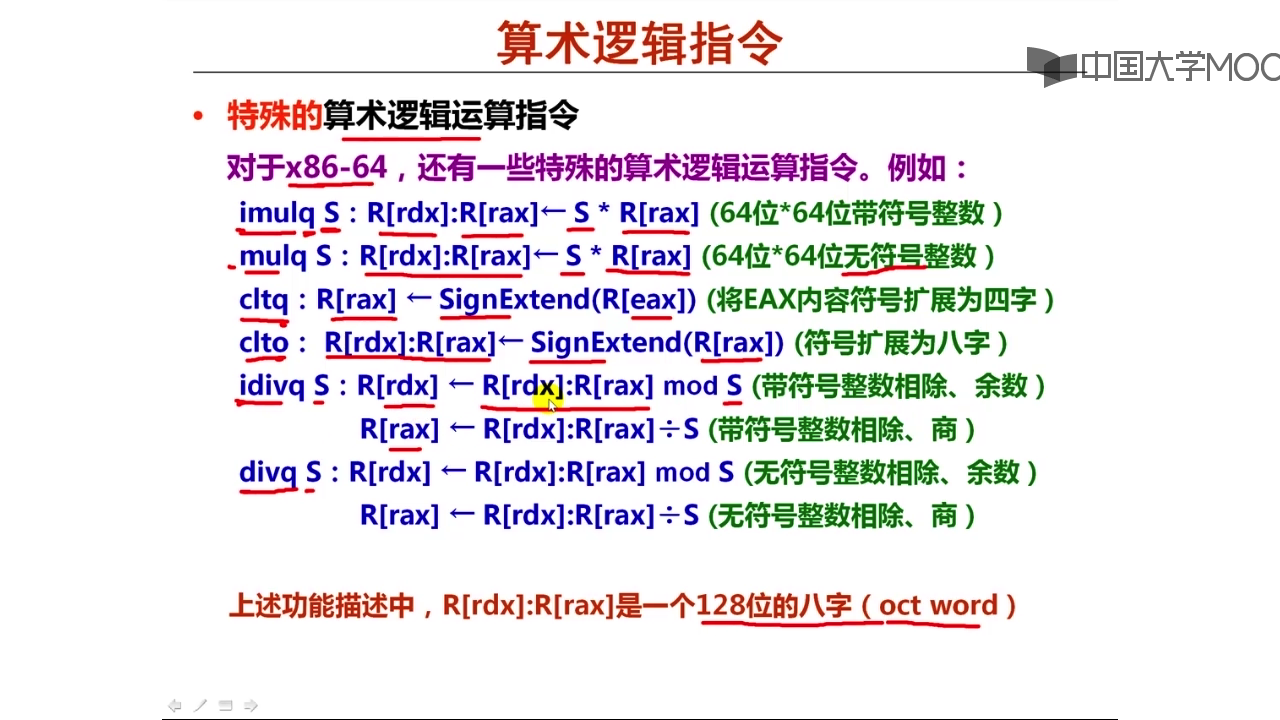 算术逻辑指令
中国大学MOO
• 特殊的算术逻辑运算指令
对于x86-64，还有一些特殊的算术逻辑运算指令。例如：
imulq S：R[rdx]:R[rax]← S * R[rax] (64位*64位带符号整数）
mulq S：R[rdx]:R[rax]← S * R[rax] (64位*64位无符号整数）
cltq：R[rax] ← SignExtend(R[eax]) (将EAX内容符号扩展为四字）
clto： R[rdx]:R[rax]← SignExtend(R[rax]) (符号扩展为八字）
idivq S：R[rdx] ← R[rdx]:R[rax] mod S (带符号整数相除、余数）
R[rax] ← R[rdx]:R[rax]÷S (带符号整数相除、商）
divq S：R[rdx] ← R[rdx]:R[rax] mod S (无符号整数相除、余数）
R[rax] ← R[rdx]:R[rax]÷S (无符号整数相除、商）
上述功能描述中，R[rdx]:R[rax]是一个128位的八字（oct word）